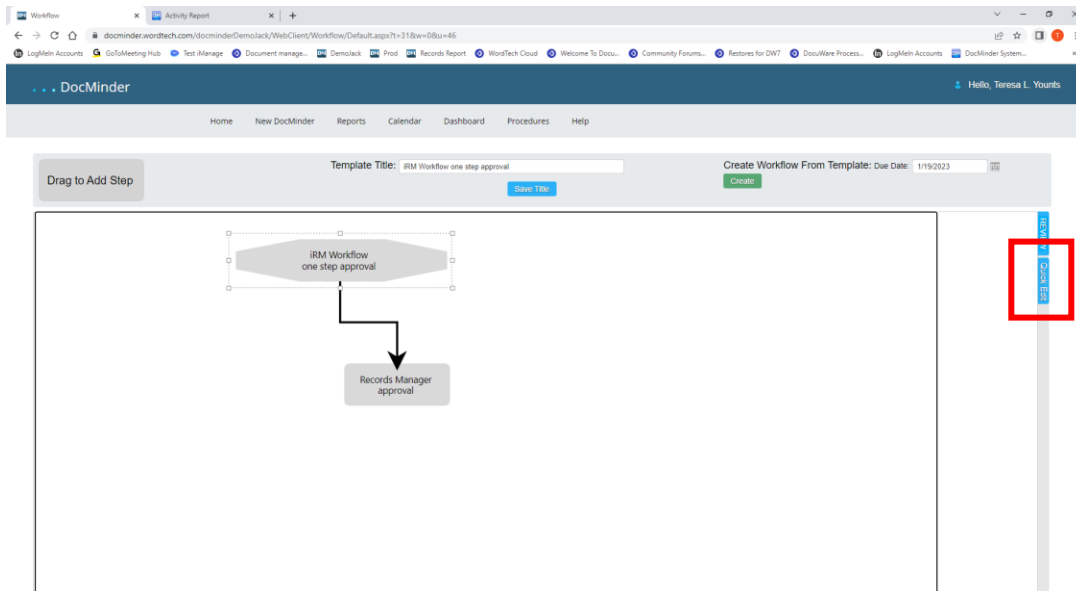 Workflow
Activity Report
docminder.wordtech.com/docminderDemoJack/WebClient/Workflow/Default.aspx?t=31&w=0&u=46
LogMeIn Accounts GoToMeeting Hub Test iManage Document manage... DemoJack Prod Records Report WordTech Cloud Welcome To Docu... Community Forums... Restores for DW7 DocuWare Process... LogMeIn Accounts DocMinder System...
. . . DocMinder
Hello, Teresa L. Younts
Home New DocMinder Reports Calendar Dashboard Procedures Help
Drag to Add Step
Template Title: iRM Workflow one step approval
Save Title
Create Workflow From Template: Due Date: 1/19/2023
Create
REVIEW
Quick Edit
iRM Workflow
one step approval
Records Manager
approval